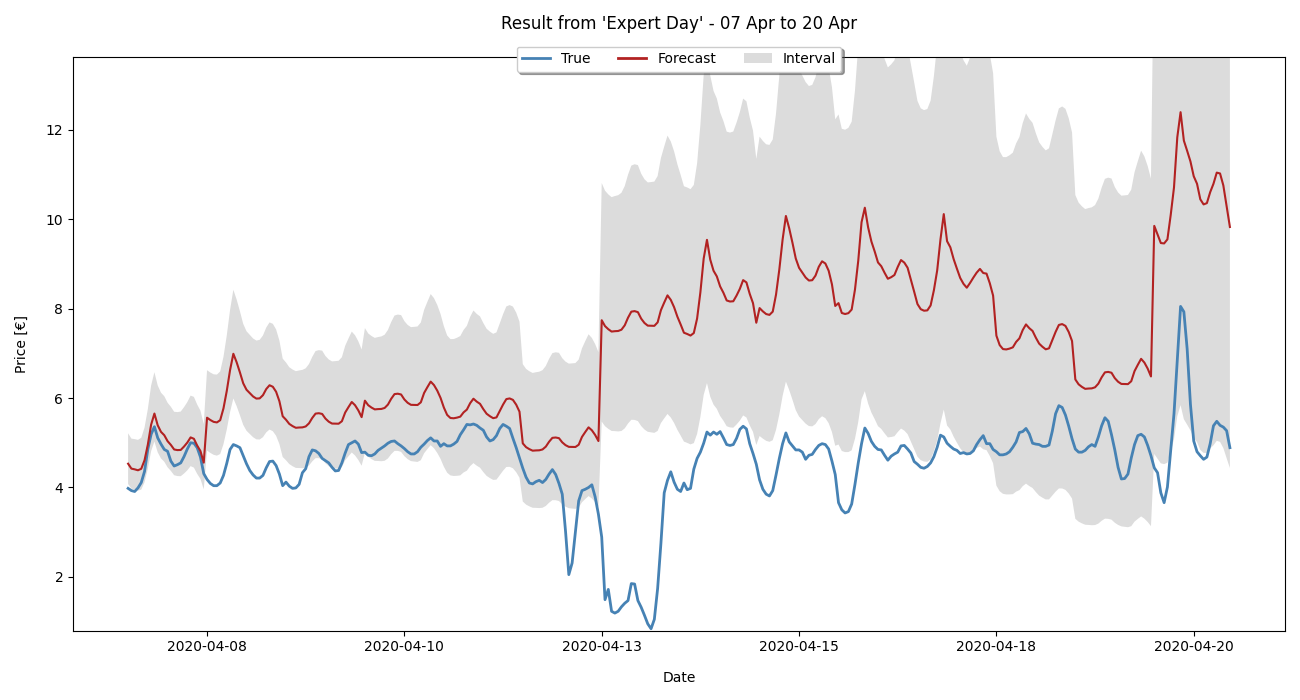 Result from 'Expert Day' - 07 Apr to 20 Apr
True Forecast Interval
Price [€]
12
10
8
6
4
2
2020-04-08 2020-04-10 2020-04-13 2020-04-15 2020-04-18 2020-04-20
Date